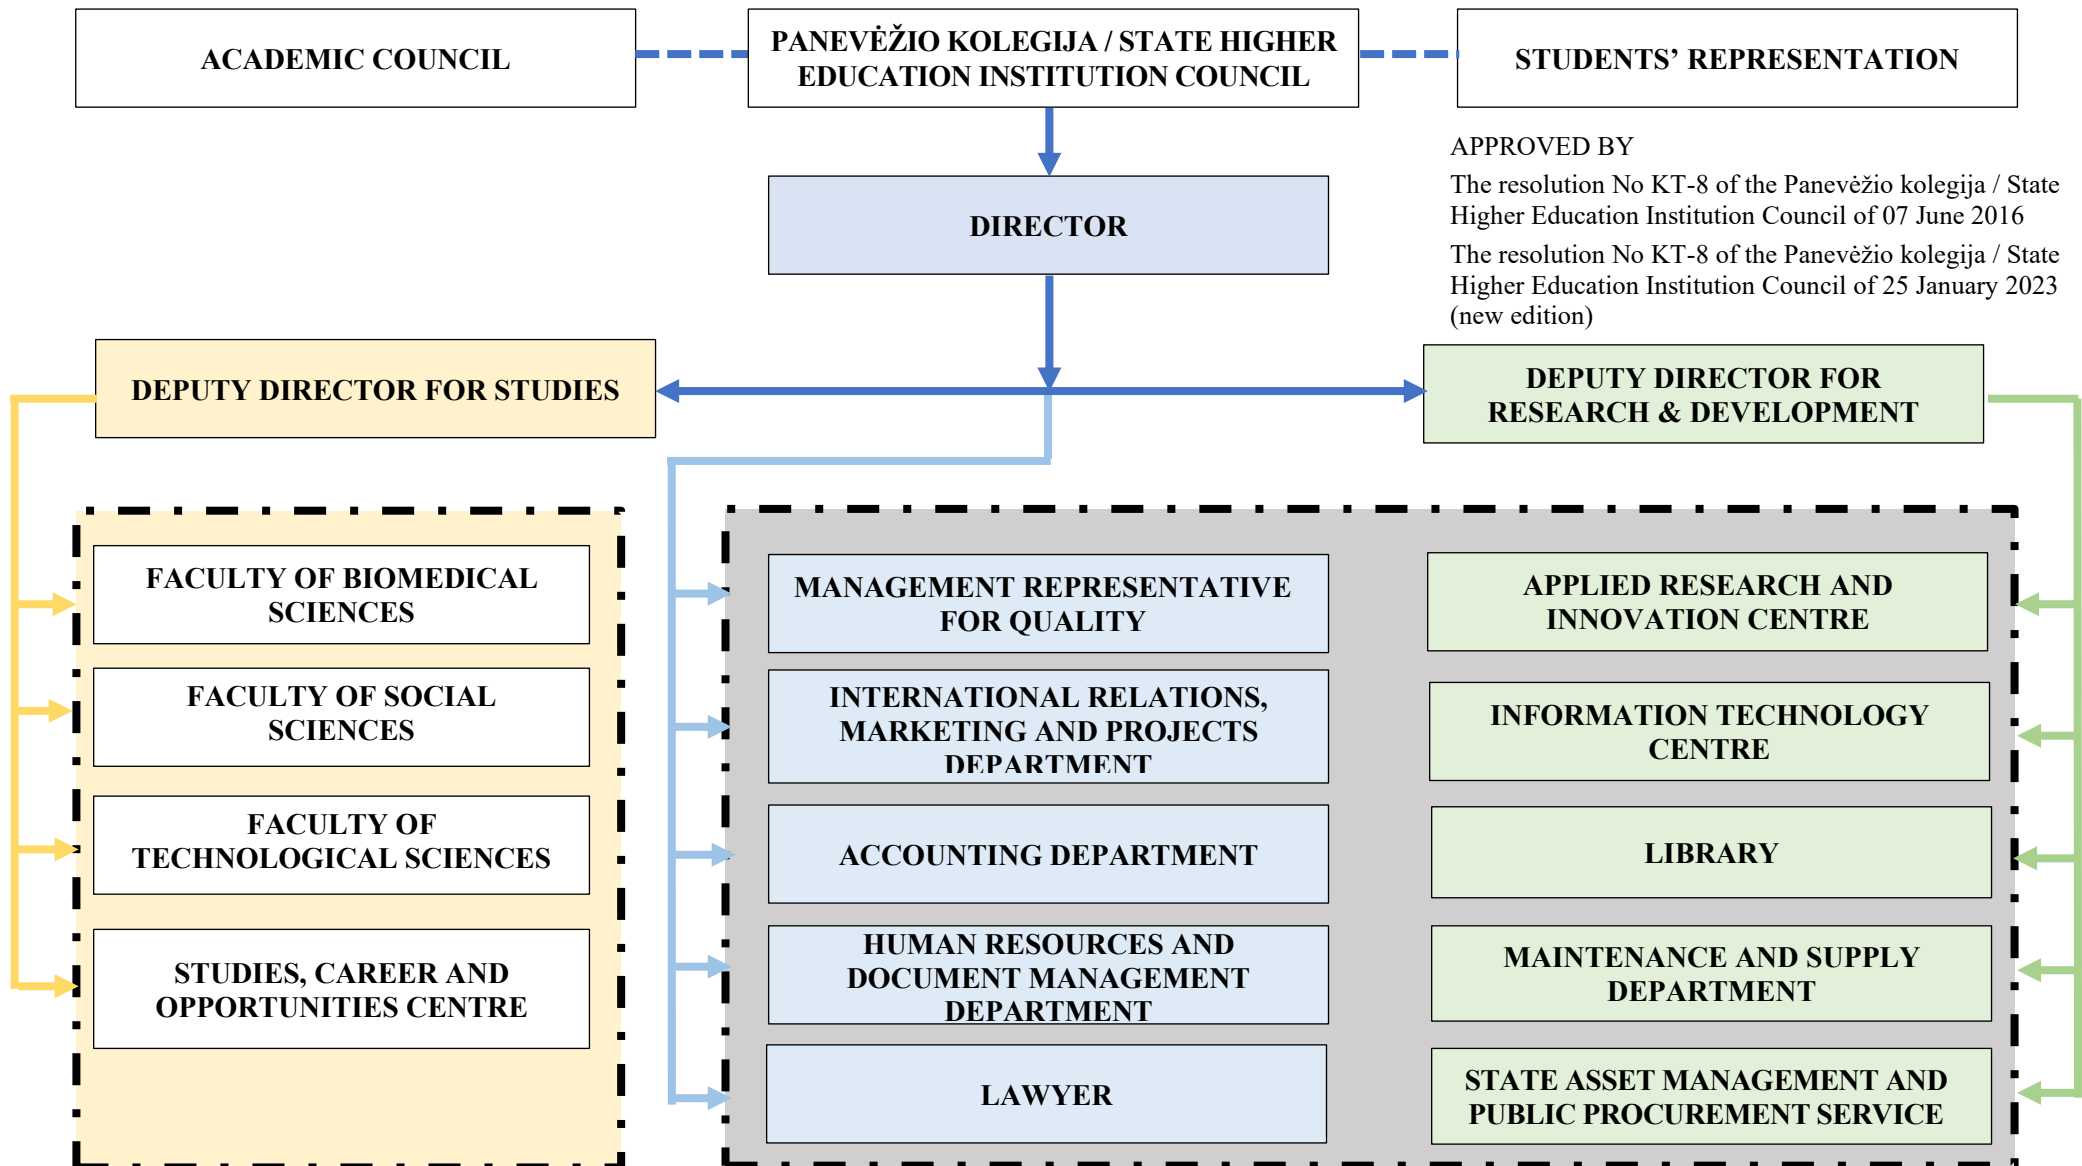 ACADEMIC COUNCIL
PANEVĖŽIO KOLEGIJA / STATE HIGHER
EDUCATION INSTITUTION COUNCIL
STUDENTS’ REPRESENTATION
APPROVED BY
The resolution No KT-8 of the Panevėžio kolegija / State
Higher Education Institution Council of 07 June 2016
The resolution No KT-8 of the Panevėžio kolegija / State
Higher Education Institution Council of 25 January 2023
(new edition)
DIRECTOR
DEPUTY DIRECTOR FOR STUDIES
DEPUTY DIRECTOR FOR
RESEARCH & DEVELOPMENT
FACULTY OF BIOMEDICAL
SCIENCES
FACULTY OF SOCIAL
SCIENCES
FACULTY OF
TECHNOLOGICAL SCIENCES
STUDIES, CAREER AND
OPPORTUNITIES CENTRE
MANAGEMENT REPRESENTATIVE
FOR QUALITY
INTERNATIONAL RELATIONS,
MARKETING AND PROJECTS
DEPARTMENT
ACCOUNTING DEPARTMENT
HUMAN RESOURCES AND
DOCUMENT MANAGEMENT
DEPARTMENT
LAWYER
APPLIED RESEARCH AND
INNOVATION CENTRE
INFORMATION TECHNOLOGY
CENTRE
LIBRARY
MAINTENANCE AND SUPPLY
DEPARTMENT
STATE ASSET MANAGEMENT AND
PUBLIC PROCUREMENT SERVICE